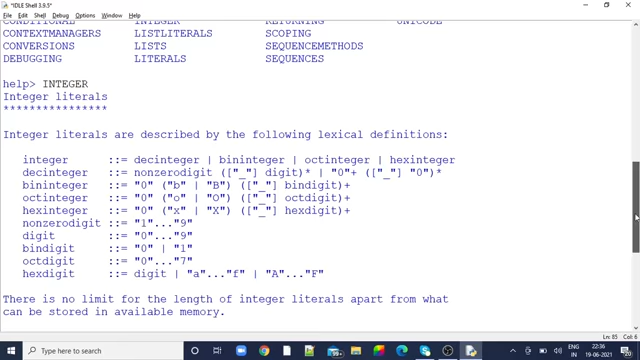 *IDLE Shell 3.9.5*
File Edit Shell Debug Options Window Help
CONDITIONAL INTEGER RETURNING UNICODE
CONTEXTMANAGERS LISTLITERALS SCOPING
CONVERSIONS LISTS SEQUENCEMETHODS
DEBUGGING LITERALS SEQUENCES
help> INTEGER
Integer literals
****************
Integer literals are described by the following lexical definitions:
integer ::= decinteger | bininteger | octinteger | hexinteger
decinteger ::= nonzerodigit (["_"] digit)* | "0"+ (["_"] "0")*
bininteger ::= "0" ("b" | "B") (["_"] bindigit)+
octinteger ::= "0" ("o" | "O") (["_"] octdigit)+
hexinteger ::= "0" ("x" | "X") (["_"] hexdigit)+
nonzerodigit ::= "1"..."9"
digit ::= "0"..."9"
bindigit ::= "0" | "1"
octdigit ::= "0"..."7"
hexdigit ::= digit | "a"..."f" | "A"..."F"
There is no limit for the length of integer literals apart from what
can be stored in available memory.
Ln: 85 Col: 6
Type here to search
99+
ENG
IN
22:36
19-06-2021